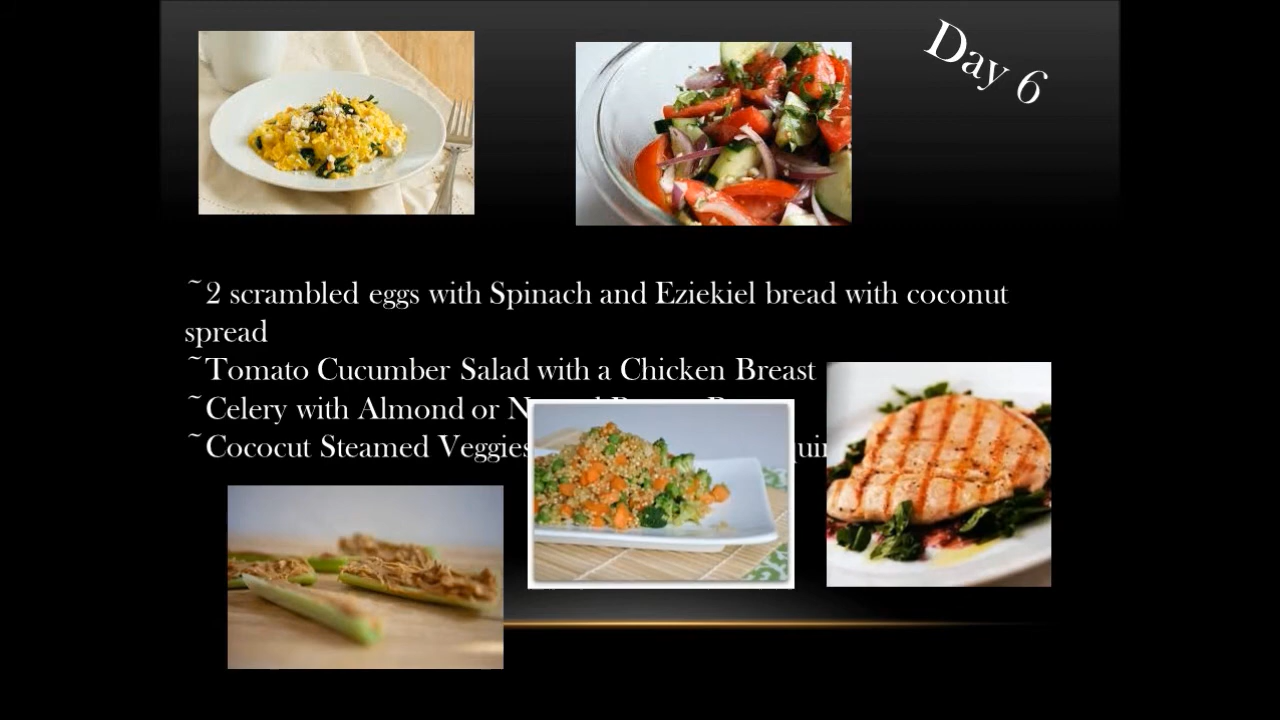 Day 6
~2 scrambled eggs with Spinach and Eziekiel bread with coconut
spread
~Tomato Cucumber Salad with a Chicken Breast
~Celery with Almond or
~Cococut Steamed Veggies